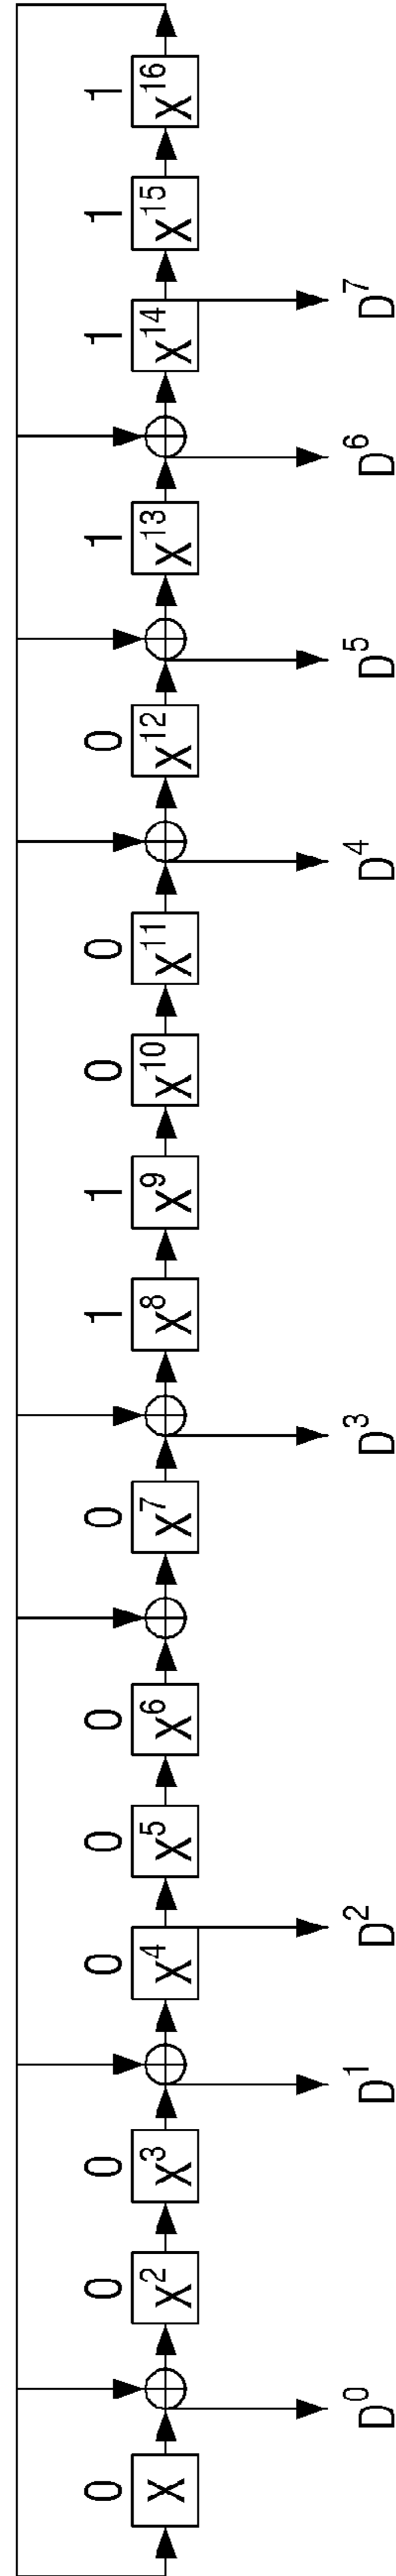 0 0 0 0 0 0 0 1 1 0 0 0 1 1 1 1
X X² X³ X⁴ X⁵ X⁶ X⁷ X⁸ X⁹ X¹⁰ X¹¹ X¹² X¹³ X¹⁴ X¹⁵ X¹⁶
D⁰ D¹ D² D³ D⁴ D⁵ D⁶ D⁷